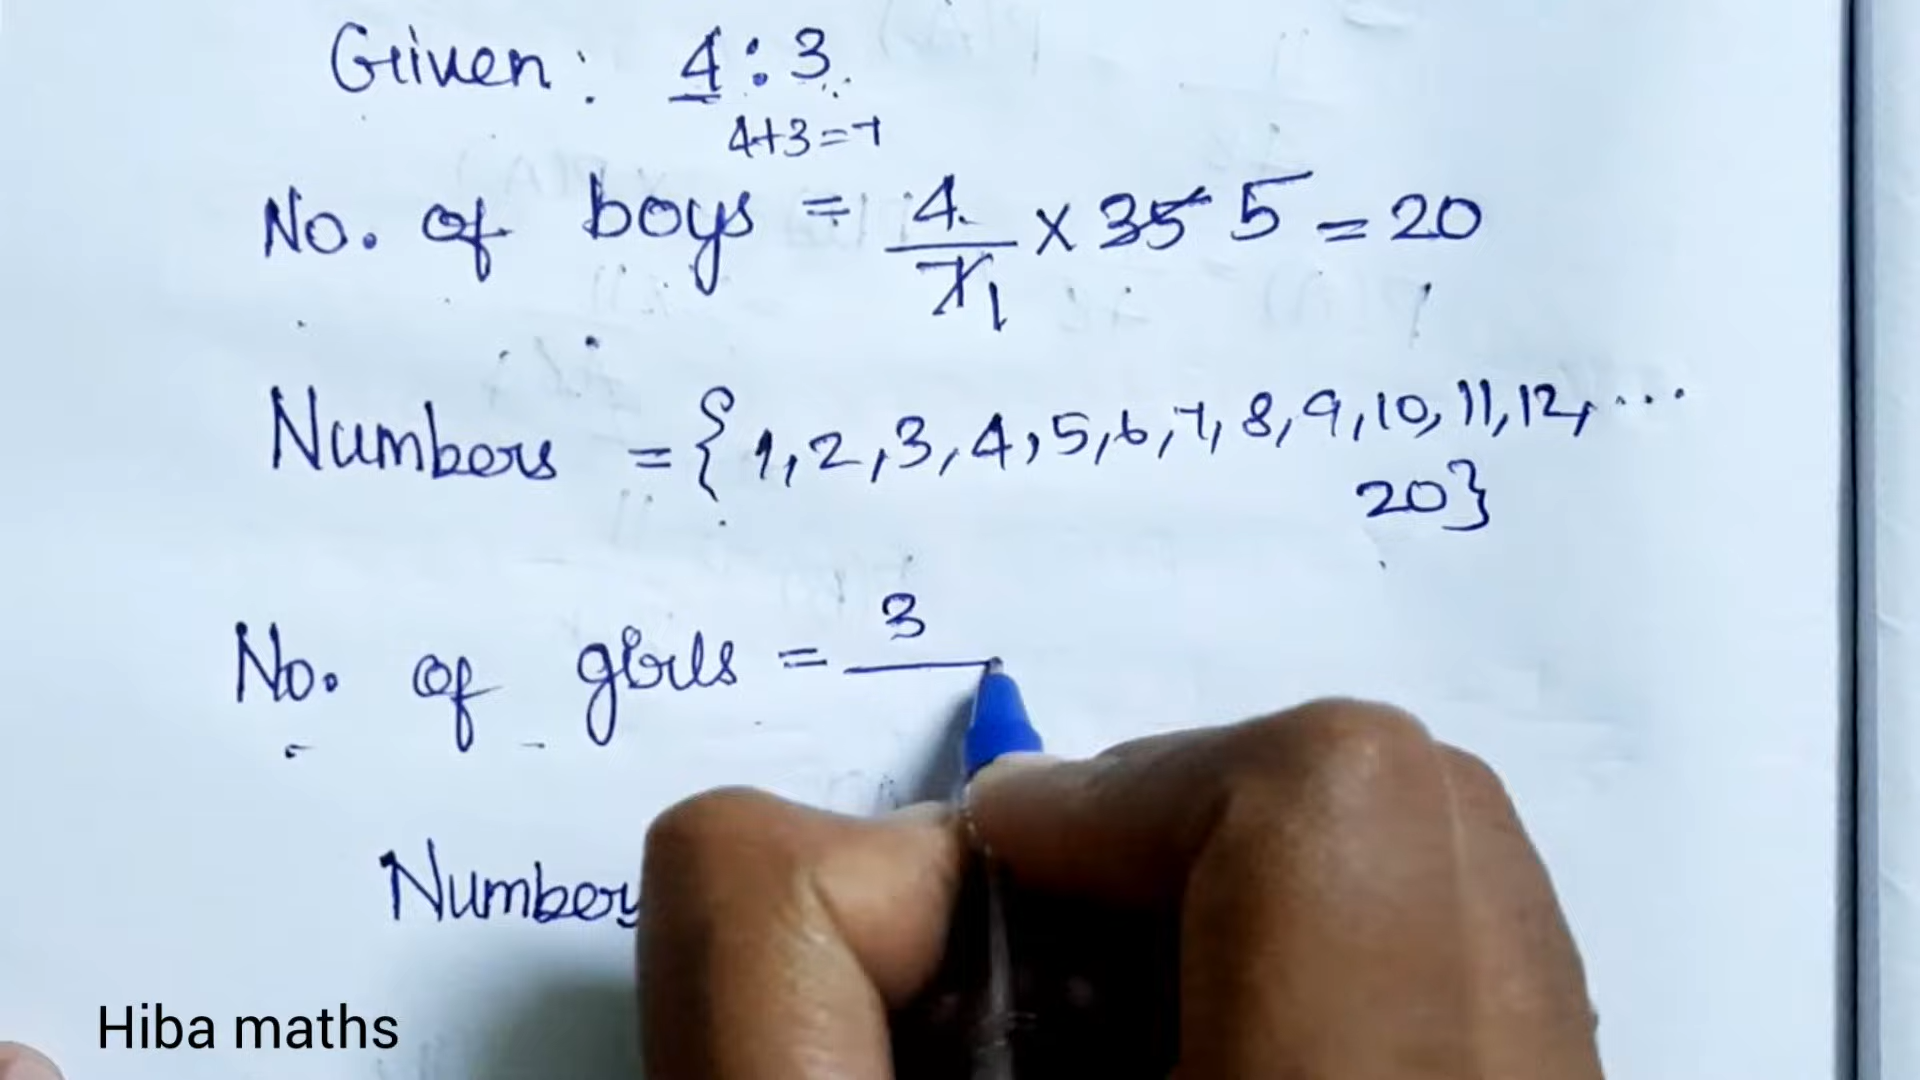 Given: 4:3
4+3=7
No. of boys = 4/7 1 × 35 5 = 20
Numbers = {1,2,3,4,5,6,7,8,9,10,11,12,...
20}
No. of girls = 3
Number
Hiba maths